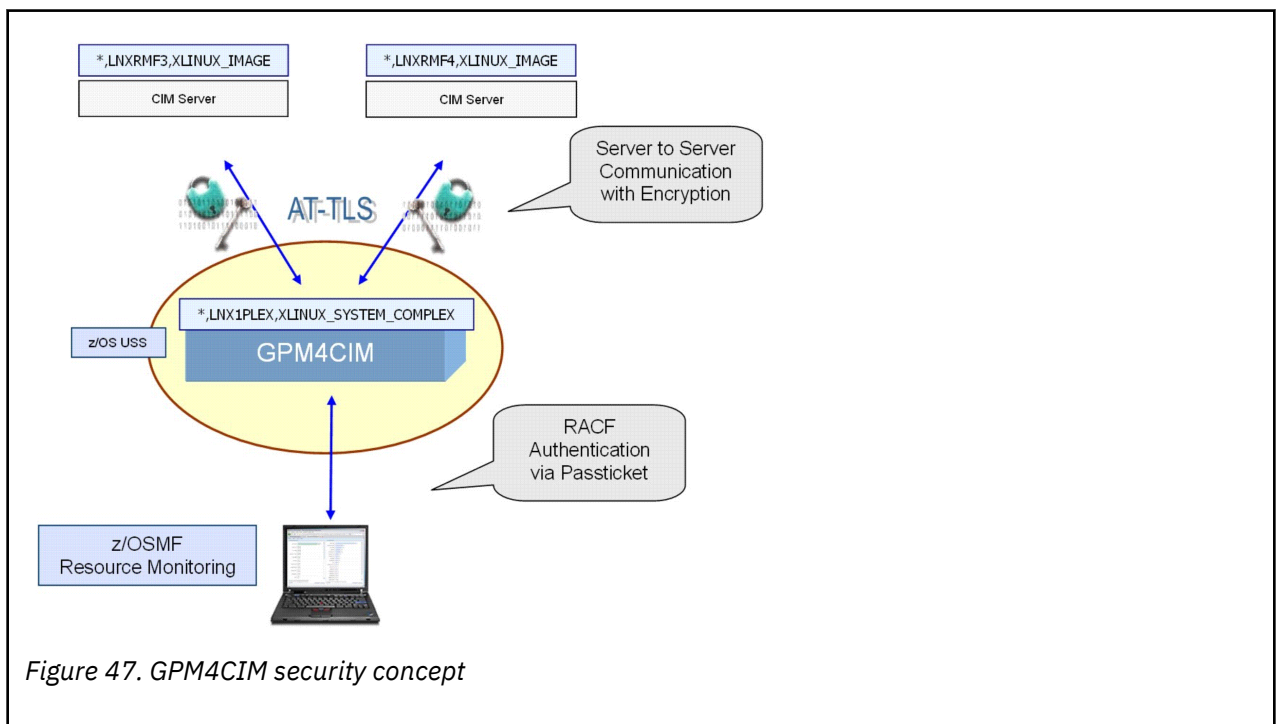 *,LNXRMF3,XLINUX_IMAGE
CIM Server
*,LNXRMF4,XLINUX_IMAGE
CIM Server
Server to Server
Communication
with Encryption
AT-TLS
*,LNX1PLEX,XLINUX_SYSTEM_COMPLEX
z/OS USS
GPM4CIM
RACF
Authentication
via Passticket
z/OSMF
Resource Monitoring
Figure 47. GPM4CIM security concept